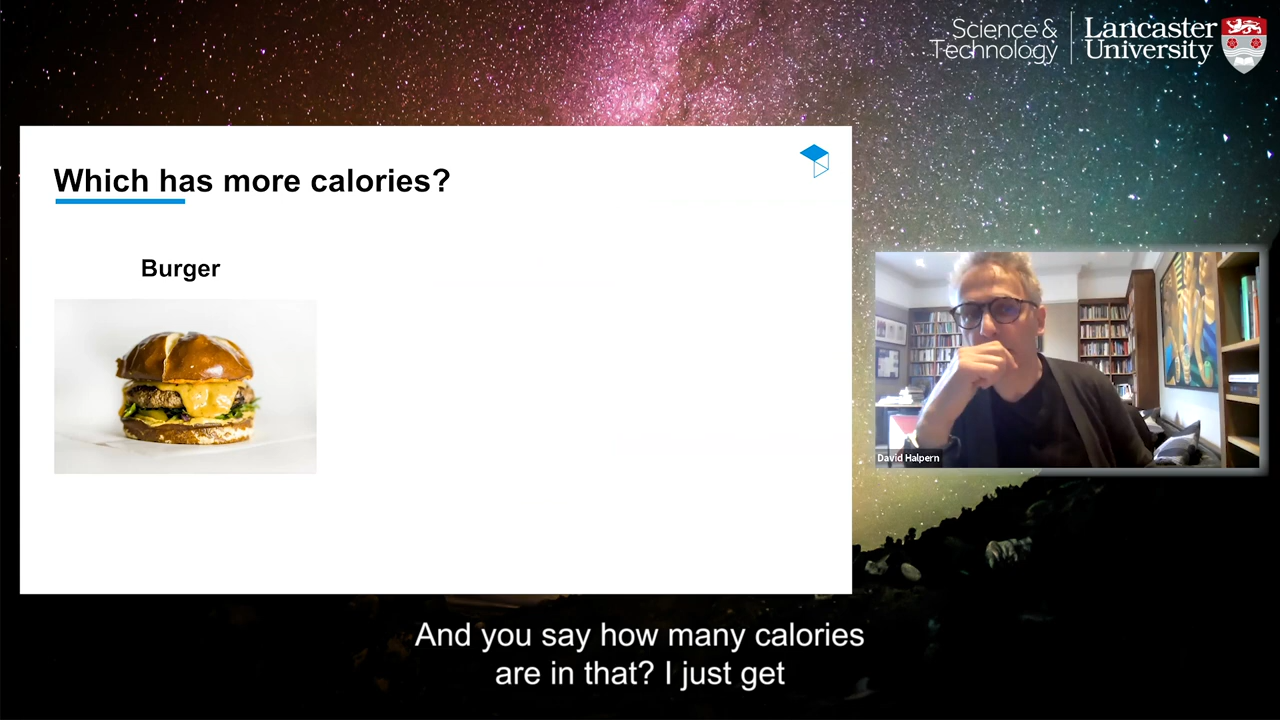 Science &
Technology
Lancaster
University
Which has more calories?
Burger
David Halpern
And you say how many calories
are in that? I just get